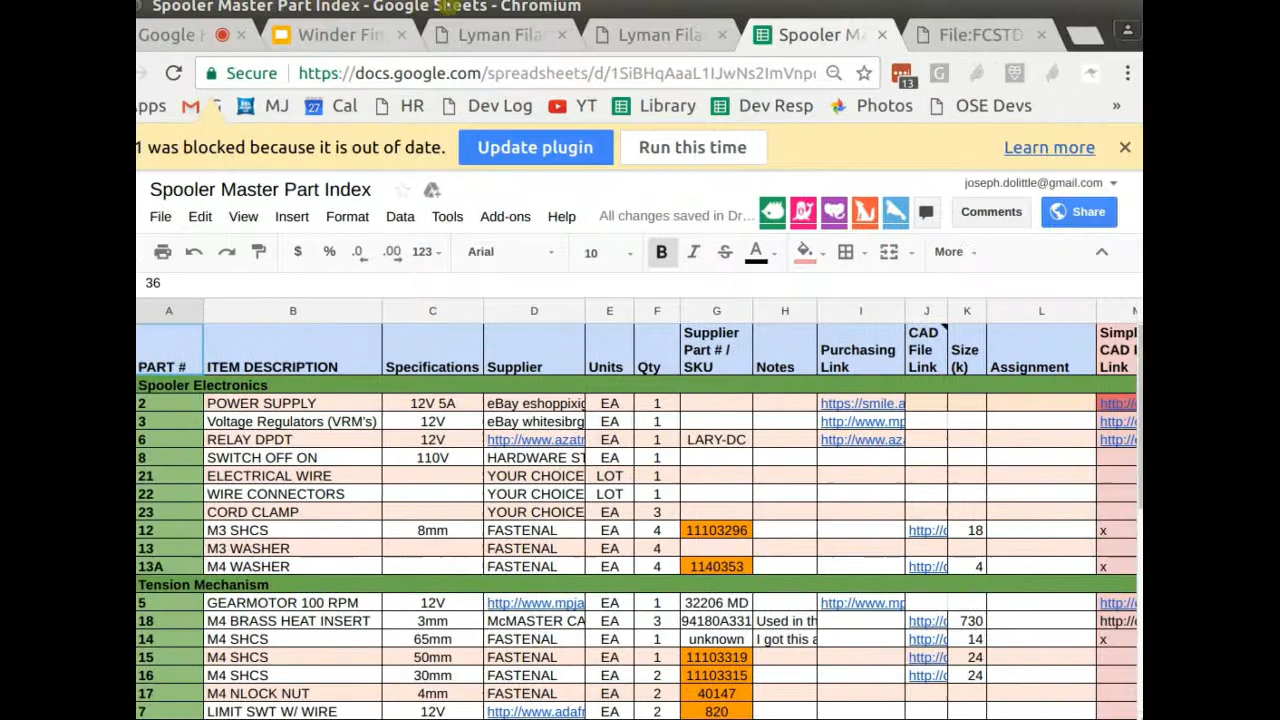 Spooler Master Part Index - Google Sheets - Chromium
Google Winder Fin Lyman Fila Lyman Fila Spooler Ma File:FCSTD
Secure https://docs.google.com/spreadsheets/d/1SiBHqAaaL1IJwNs2ImVnp 13
Apps MJ 27 Cal HR Dev Log YT Library Dev Resp Photos OSE Devs »
was blocked because it is out of date. Update plugin Run this time Learn more
Spooler Master Part Index joseph.dolittle@gmail.com
File Edit View Insert Format Data Tools Add-ons Help All changes saved in Dr... Comments Share
$ % .0 .00 123 Arial 10 B I S A More
36
A B C D E F G H I J K L M
PART # ITEM DESCRIPTION Specifications Supplier Units Qty Supplier Part # / SKU Notes Purchasing Link CAD File Link Size (k) Assignment Simpl CAD Link
Spooler Electronics
2 POWER SUPPLY 12V 5A eBay eshoppixig EA 1 https://smile.a http://
3 Voltage Regulators (VRM's) 12V eBay whitesibrg EA 1 http://www.mp http://
6 RELAY DPDT 12V http://www.azatr EA 1 LARY-DC http://www.az http://
8 SWITCH OFF ON 110V HARDWARE ST EA 1
21 ELECTRICAL WIRE YOUR CHOICE LOT 1
22 WIRE CONNECTORS YOUR CHOICE LOT 1
23 CORD CLAMP YOUR CHOICE EA 3
12 M3 SHCS 8mm FASTENAL EA 4 11103296 http:// 18 x
13 M3 WASHER FASTENAL EA 4
13A M4 WASHER FASTENAL EA 4 1140353 http:// 4 x
Tension Mechanism
5 GEARMOTOR 100 RPM 12V http://www.mpja EA 1 32206 MD http://www.mp http://
18 M4 BRASS HEAT INSERT 3mm McMASTER CA EA 3 94180A331 Used in th http:// 730 http://
14 M4 SHCS 65mm FASTENAL EA 1 unknown I got this a http:// 14 x
15 M4 SHCS 50mm FASTENAL EA 1 11103319 http:// 24
16 M4 SHCS 30mm FASTENAL EA 2 11103315 http:// 24
17 M4 NLOCK NUT 4mm FASTENAL EA 2 40147
7 LIMIT SWT W/ WIRE 12V http://www.adafr EA 2 820